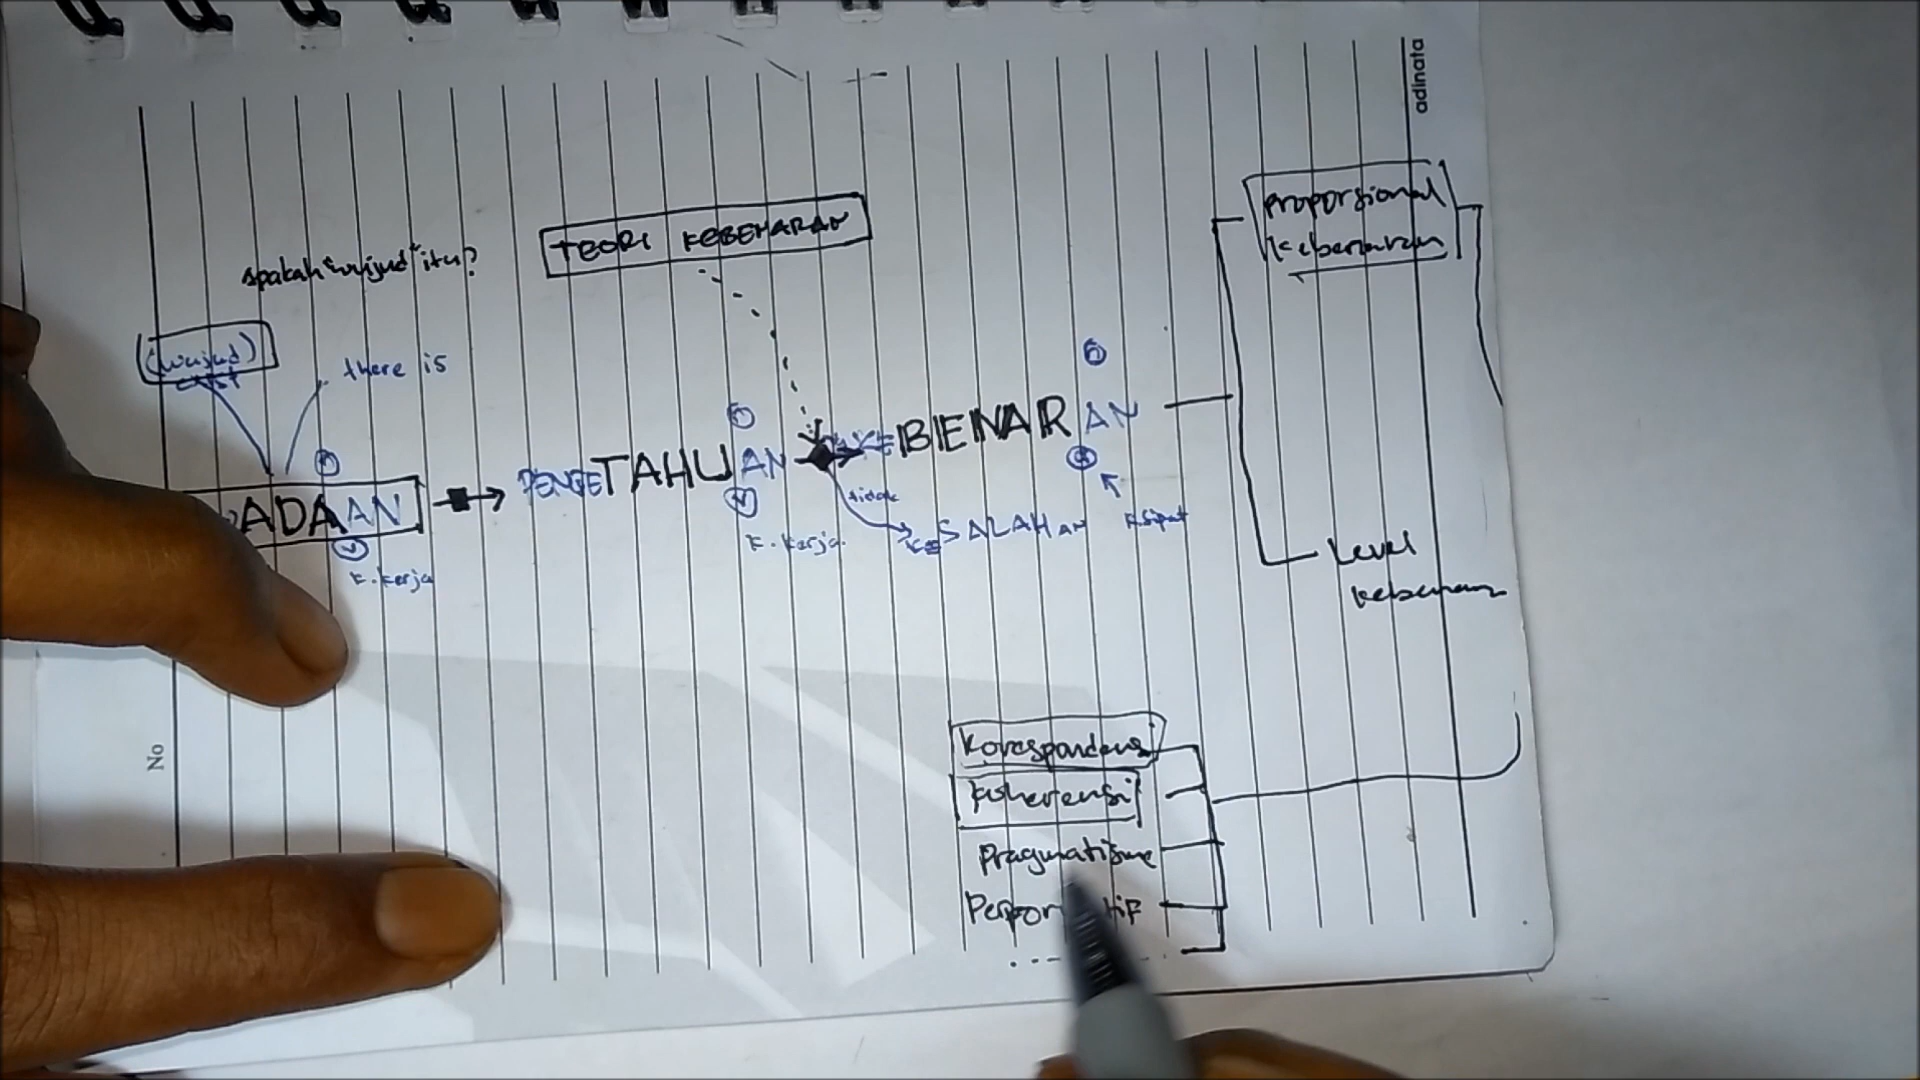 adinata
Proporsional
Kebenaran
TEORI KEBENARAN
apakah "wujud" itu?
(wujud)
exist
there is
n
n
n
KEBENARAN
PENGETAHUAN
ADAAN
v
v
K.kerja
K.kerja
tidak
KESALAHAN
K.sifat
Level
kebenaran
No
Korespondensi
Koherensi
Pragmatisme